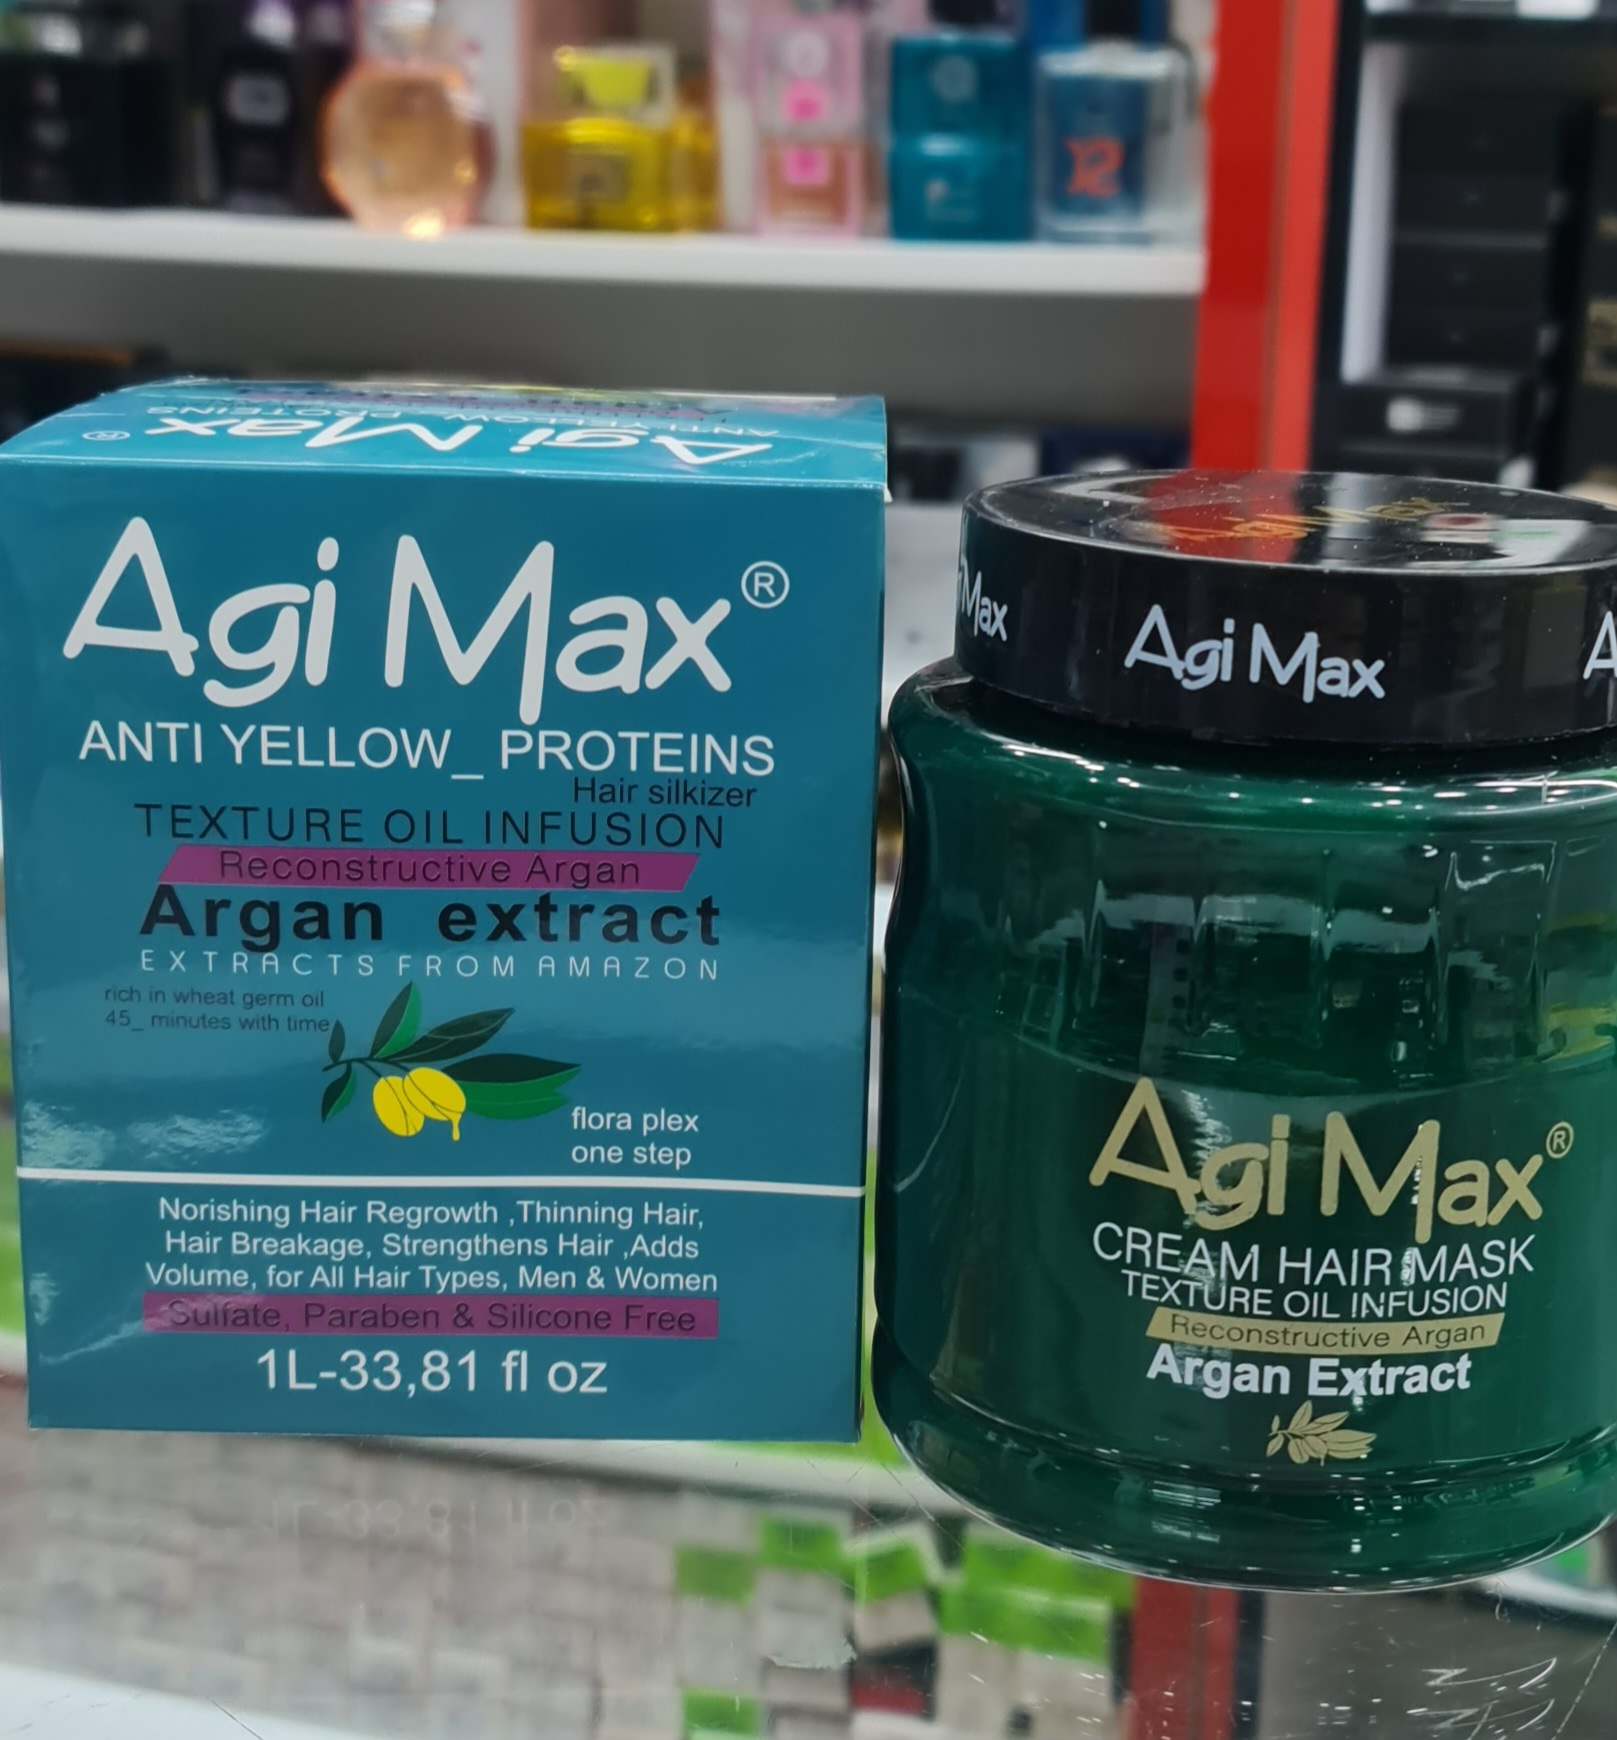 Agi Max ®
ANTI YELLOW_ PROTEINS
Agi Max®
ANTI YELLOW_ PROTEINS
Hair silkizer
TEXTURE OIL INFUSION
Reconstructive Argan
Argan extract
EXTRACTS FROM AMAZON
rich in wheat germ oil
45_ minutes with time
flora plex
one step
Norishing Hair Regrowth ,Thinning Hair,
Hair Breakage, Strengthens Hair ,Adds
Volume, for All Hair Types, Men & Women
Sulfate, Paraben & Silicone Free
1L-33,81 fl oz
Agi Max
Max
Agi Max
Agi Max®
CREAM HAIR MASK
TEXTURE OIL INFUSION
Reconstructive Argan
Argan Extract